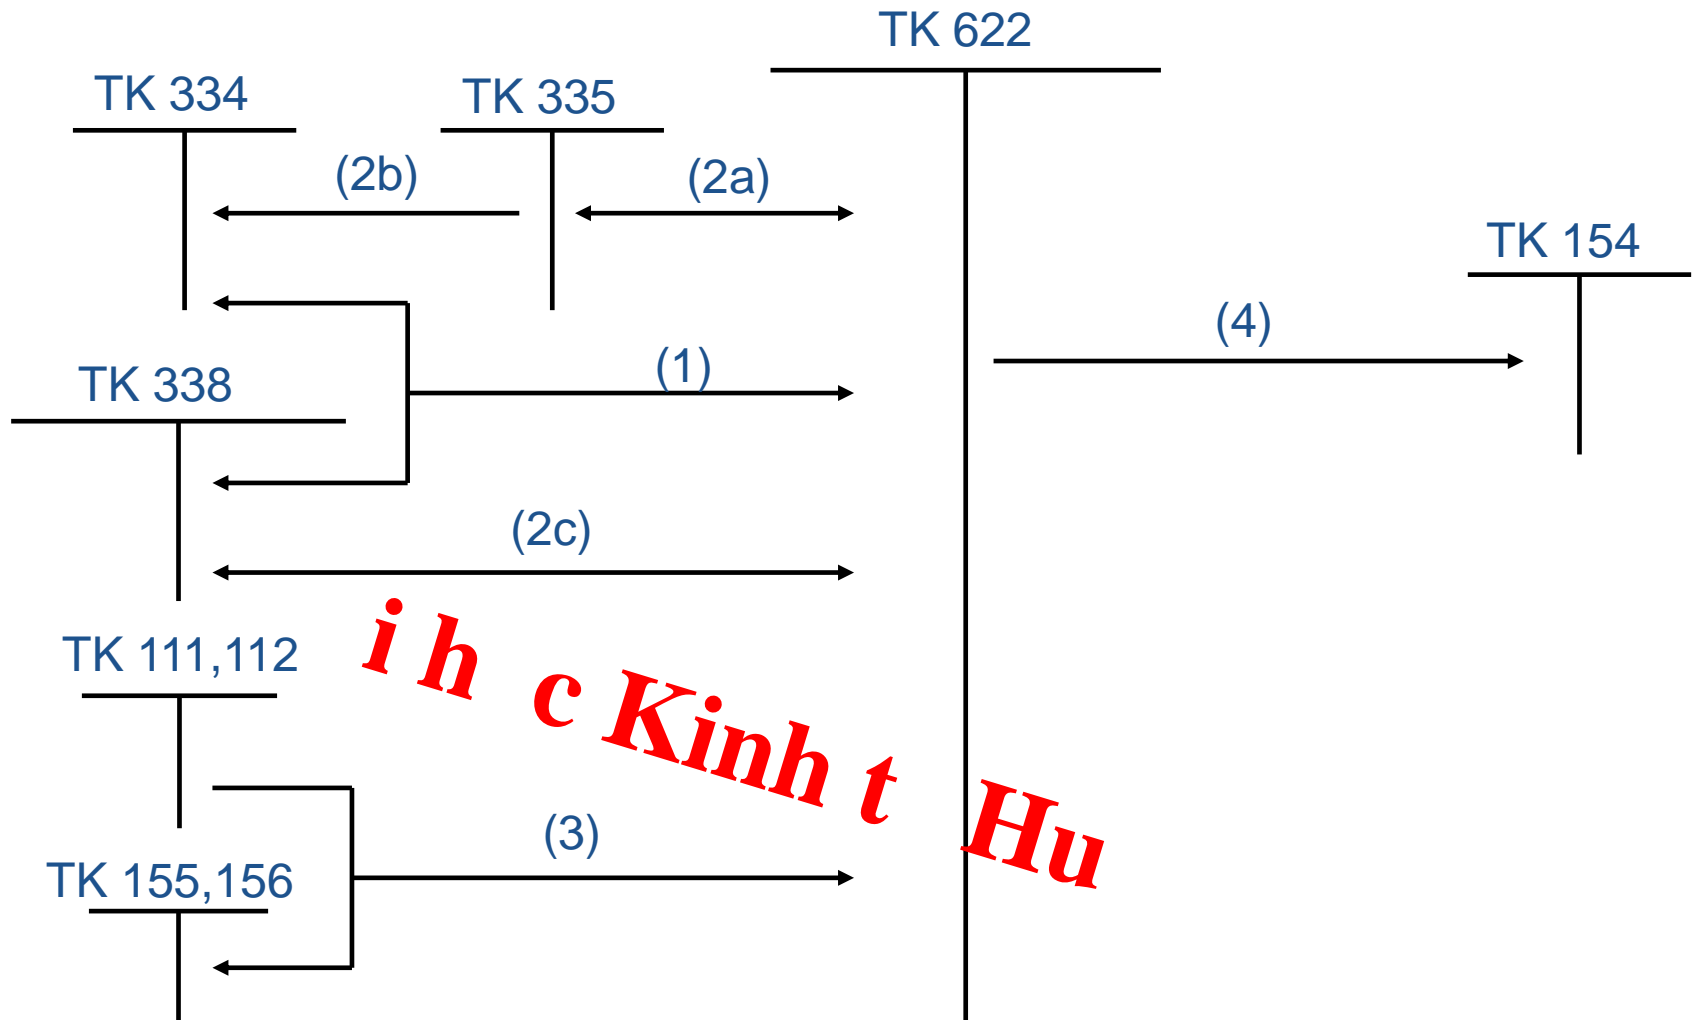 TK 622
TK 334
TK 335
(2b)
(2a)
TK 154
(4)
(1)
TK 338
(2c)
TK 111,112
i h c Kinh t Hu
(3)
TK 155,156